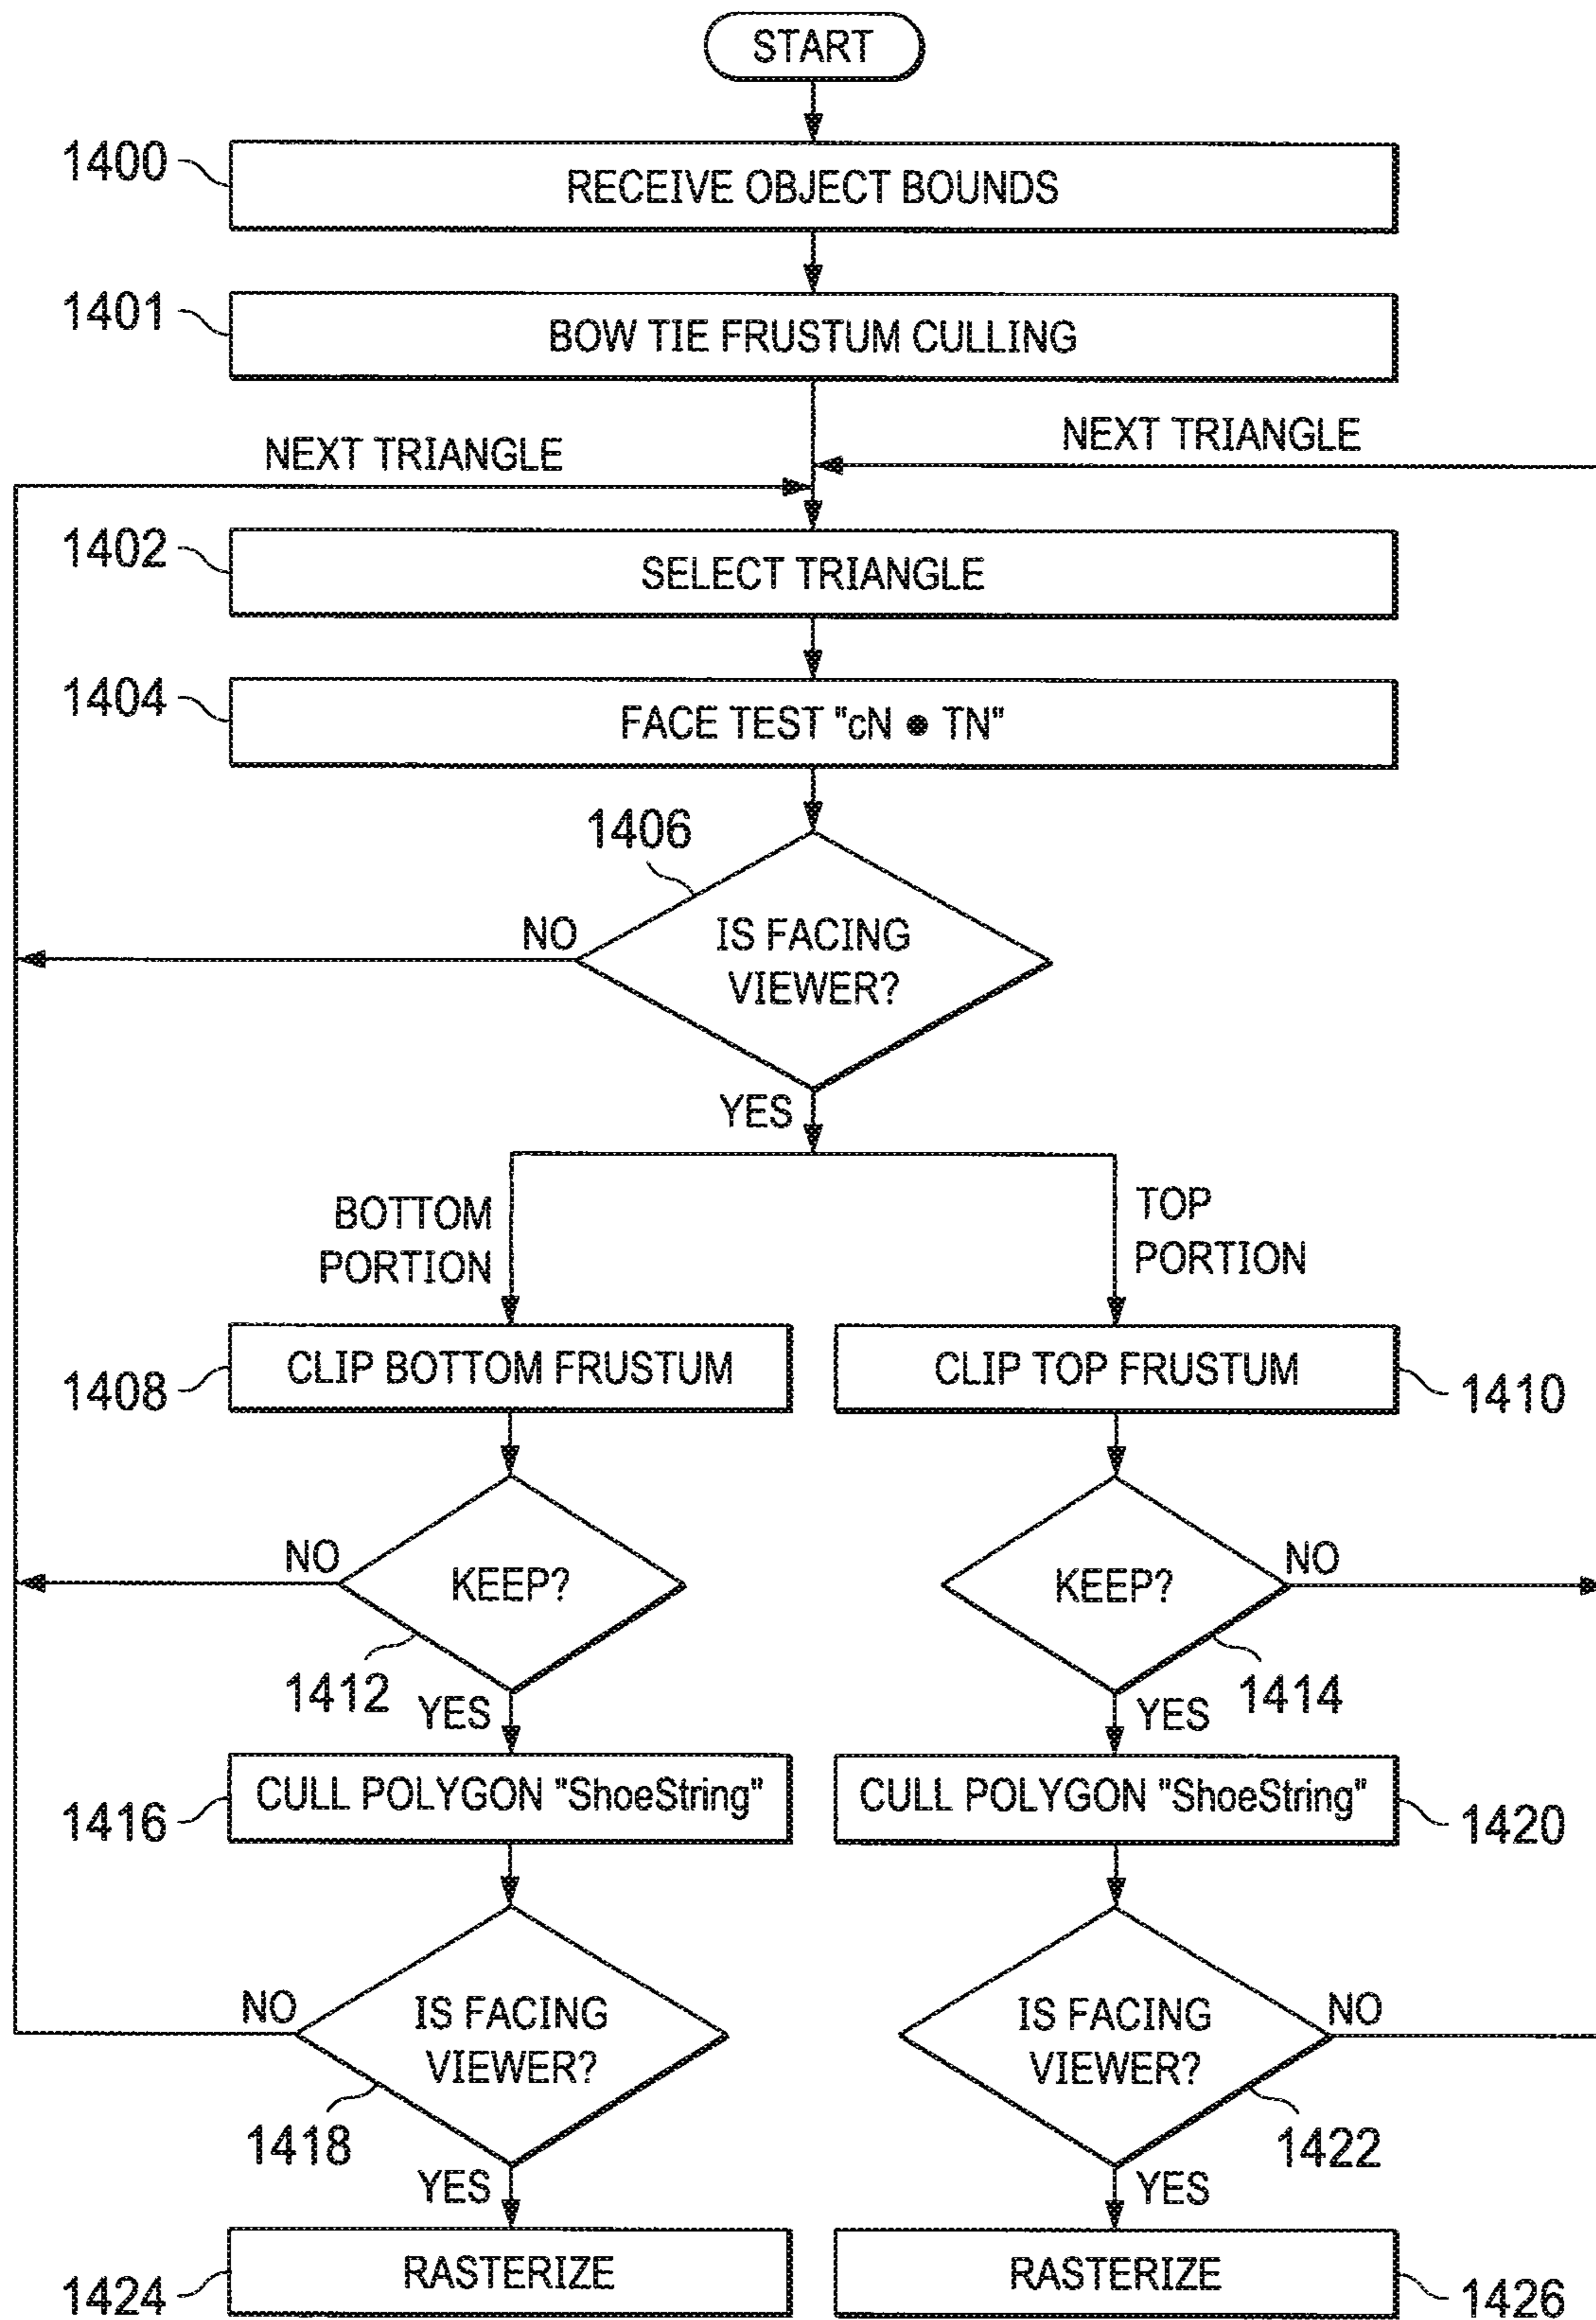 START
1400
RECEIVE OBJECT BOUNDS
1401
BOW TIE FRUSTUM CULLING
NEXT TRIANGLE
NEXT TRIANGLE
1402
SELECT TRIANGLE
1404
FACE TEST "cN ● TN"
1406
IS FACING
VIEWER?
NO
YES
BOTTOM
PORTION
TOP
PORTION
1408
CLIP BOTTOM FRUSTUM
CLIP TOP FRUSTUM
1410
NO
KEEP?
KEEP?
NO
1412
YES
1414
YES
1416
CULL POLYGON "ShoeString"
CULL POLYGON "ShoeString"
1420
NO
IS FACING
VIEWER?
IS FACING
VIEWER?
NO
1418
YES
1422
YES
1424
RASTERIZE
RASTERIZE
1426